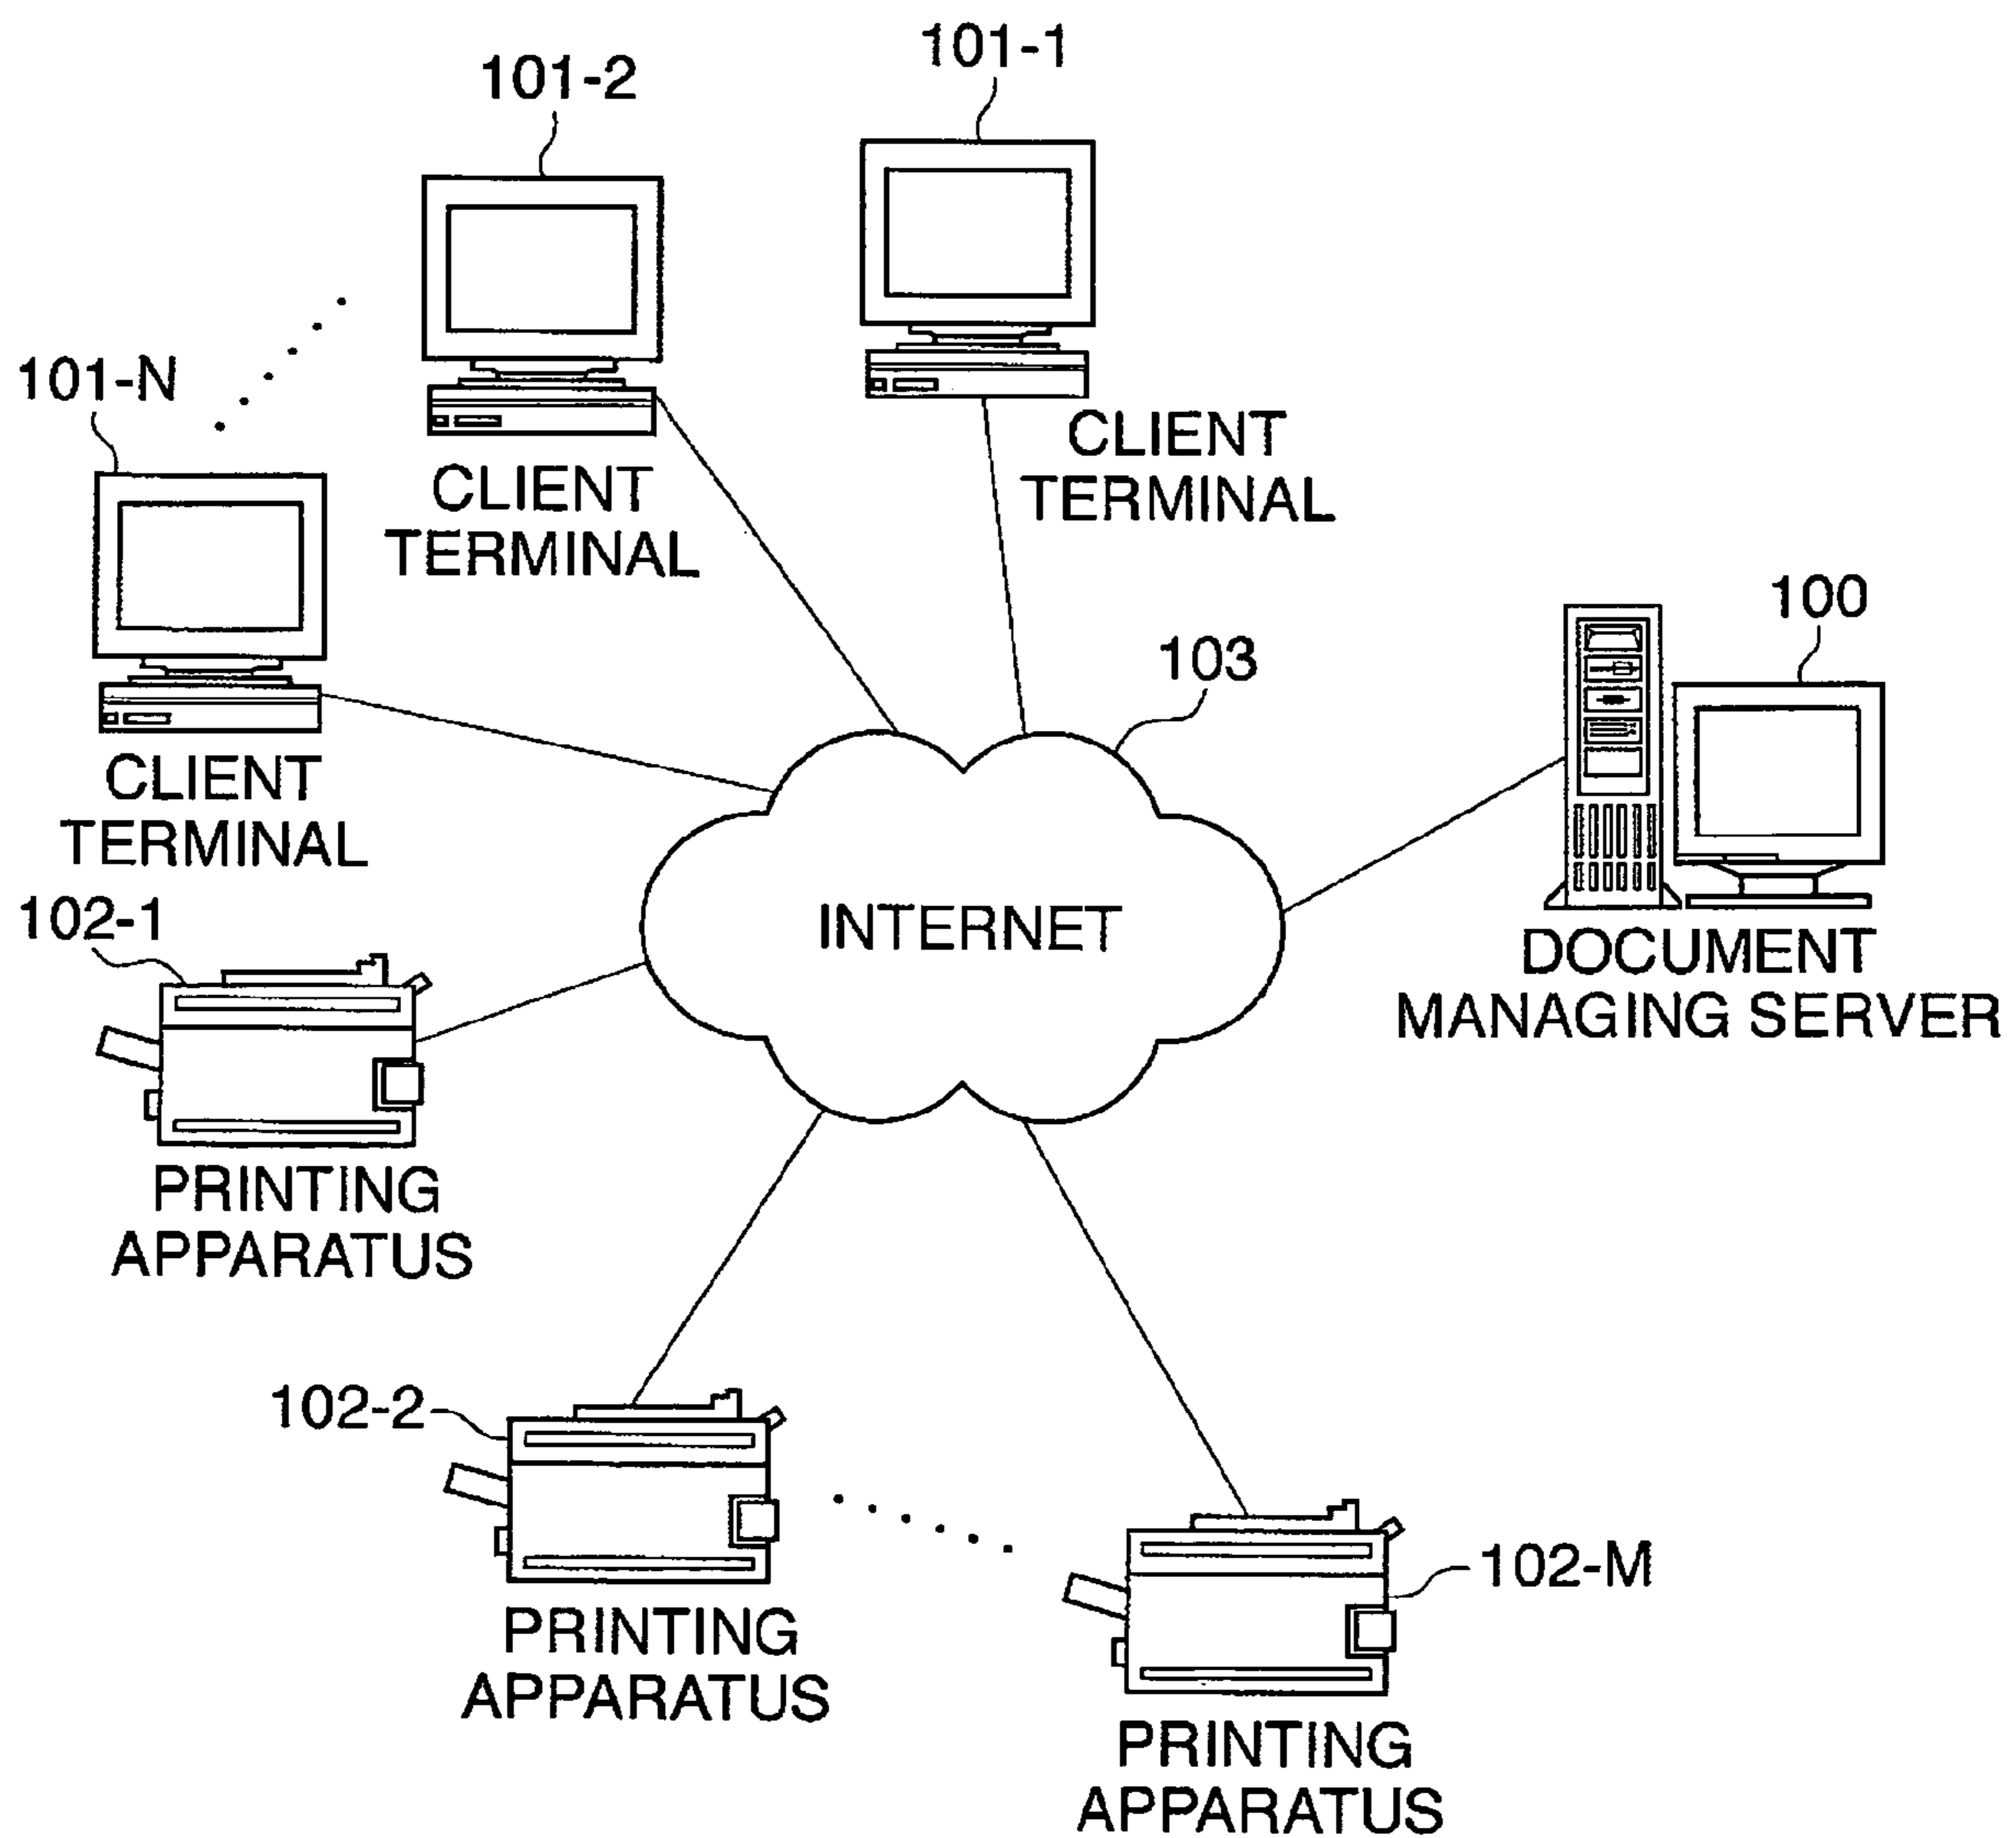 101-1
101-2
101-N
CLIENT
TERMINAL
CLIENT
TERMINAL
CLIENT
TERMINAL
100
103
INTERNET
DOCUMENT
MANAGING SERVER
102-1
PRINTING
APPARATUS
102-2
PRINTING
APPARATUS
102-M
PRINTING
APPARATUS